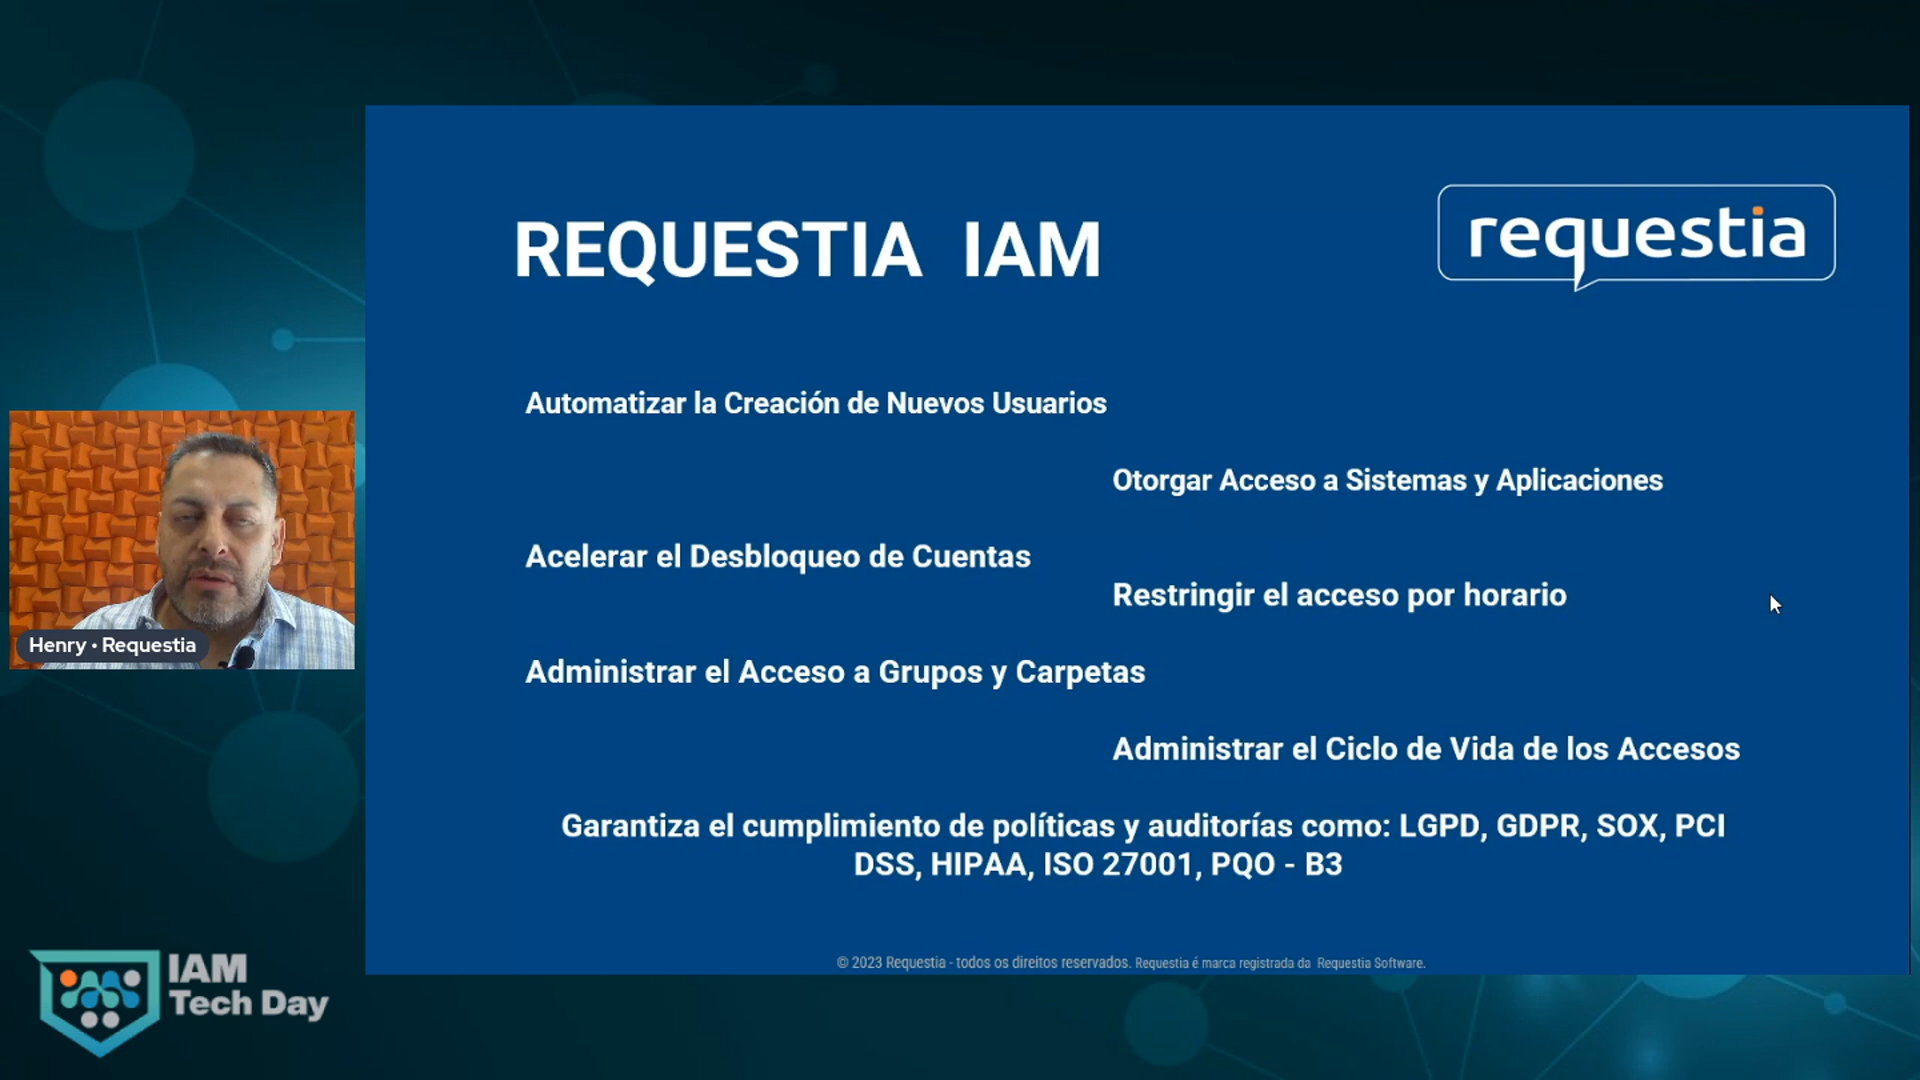 REQUESTIA IAM
requestia
Automatizar la Creación de Nuevos Usuarios
Otorgar Acceso a Sistemas y Aplicaciones
Acelerar el Desbloqueo de Cuentas
Restringir el acceso por horario
Administrar el Acceso a Grupos y Carpetas
Administrar el Ciclo de Vida de los Accesos
Garantiza el cumplimiento de políticas y auditorías como: LGPD, GDPR, SOX, PCI
DSS, HIPAA, ISO 27001, PQO - B3
© 2023 Requestia - todos os direitos reservados. Requestia é marca registrada da Requestia Software.
Henry • Requestia
IAM
Tech Day